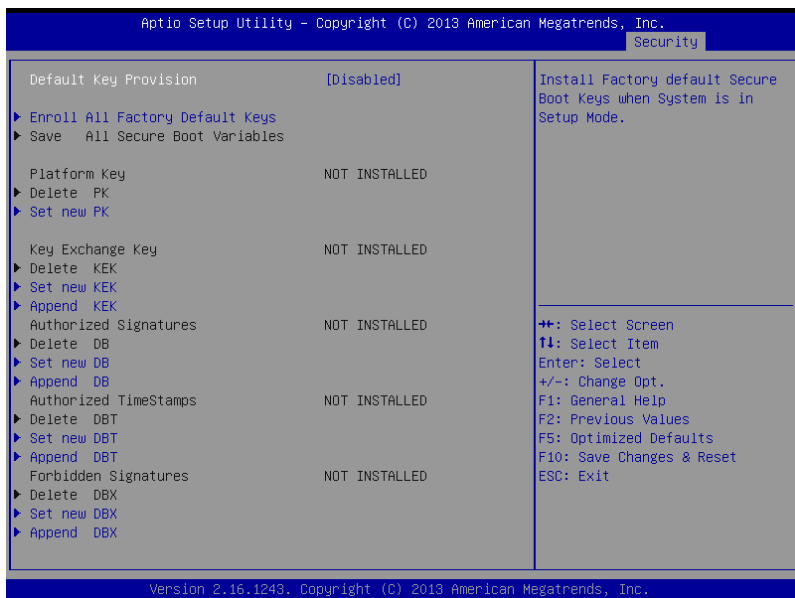 Aptio Setup Utility – Copyright (C) 2013 American Megatrends, Inc.
Security
Default Key Provision [Disabled]
Enroll All Factory Default Keys
Save All Secure Boot Variables
Platform Key NOT INSTALLED
Delete PK
Set new PK
Key Exchange Key NOT INSTALLED
Delete KEK
Set new KEK
Append KEK
Authorized Signatures NOT INSTALLED
Delete DB
Set new DB
Append DB
Authorized TimeStamps NOT INSTALLED
Delete DBT
Set new DBT
Append DBT
Forbidden Signatures NOT INSTALLED
Delete DBX
Set new DBX
Append DBX
Install Factory default Secure
Boot Keys when System is in
Setup Mode.
→←: Select Screen
↑↓: Select Item
Enter: Select
+/-: Change Opt.
F1: General Help
F2: Previous Values
F5: Optimized Defaults
F10: Save Changes & Reset
ESC: Exit
Version 2.16.1243. Copyright (C) 2013 American Megatrends, Inc.